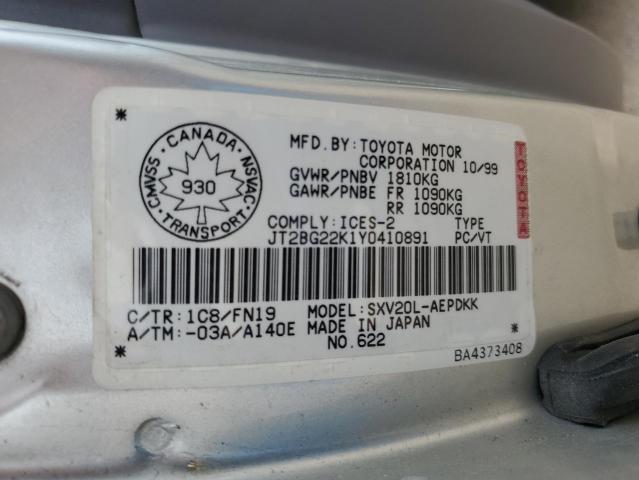 * *
CMVSS · CANADA · NSVAC · TRANSPORT
930
MFD.BY:TOYOTA MOTOR
CORPORATION 10/99
GVWR/PNBV 1810KG
GAWR/PNBE FR 1090KG
RR 1090KG
COMPLY:ICES-2 TYPE
JT2BG22K1Y0410891 PC/VT
TOYOTA
C/TR:1C8/FN19 MODEL:SXV20L-AEPDKK
A/TM:-03A/A140E MADE IN JAPAN
* NO.622
BA4373408 *